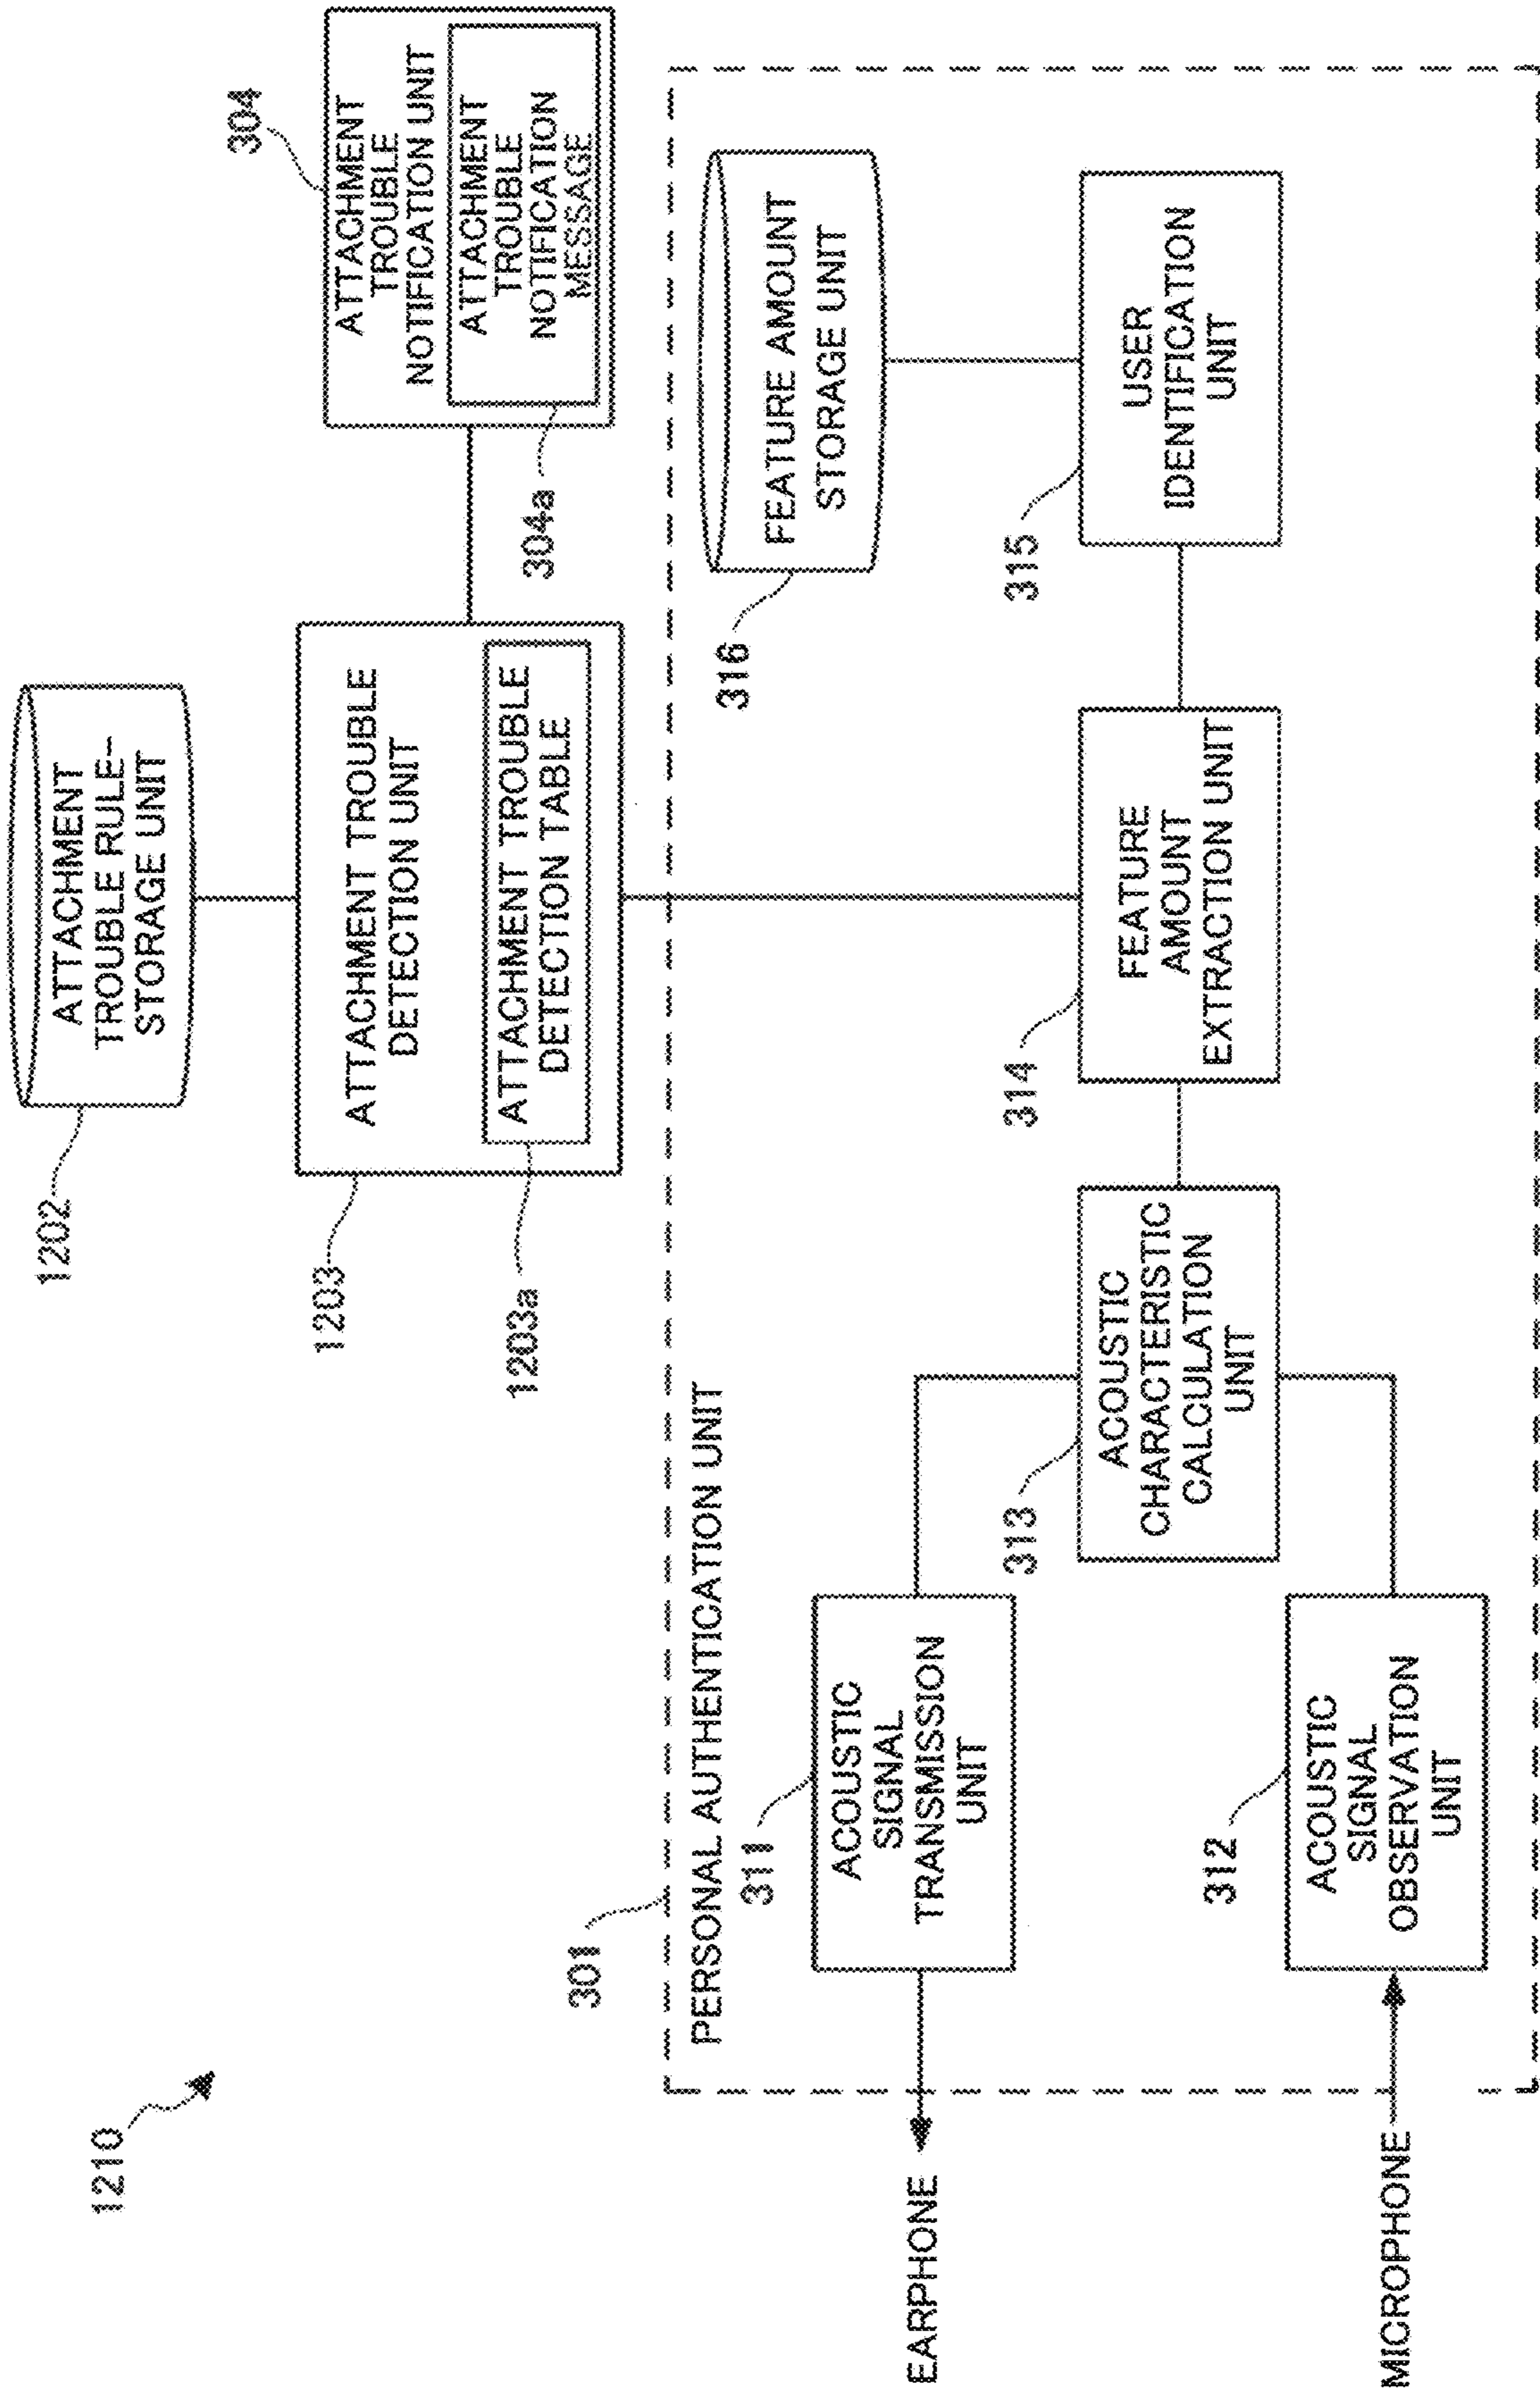 1210
1202
ATTACHMENT
TROUBLE RULE-
STORAGE UNIT
1203
ATTACHMENT TROUBLE
DETECTION UNIT
1203a
ATTACHMENT TROUBLE
DETECTION TABLE
304
ATTACHMENT
TROUBLE
NOTIFICATION UNIT
304a
ATTACHMENT
TROUBLE
NOTIFICATION
MESSAGE
301
PERSONAL AUTHENTICATION UNIT
311
ACOUSTIC
SIGNAL
TRANSMISSION
UNIT
EARPHONE
312
ACOUSTIC
SIGNAL
OBSERVATION
UNIT
MICROPHONE
313
ACOUSTIC
CHARACTERISTIC
CALCULATION
UNIT
314
FEATURE
AMOUNT
EXTRACTION UNIT
316
FEATURE AMOUNT
STORAGE UNIT
315
USER
IDENTIFICATION
UNIT